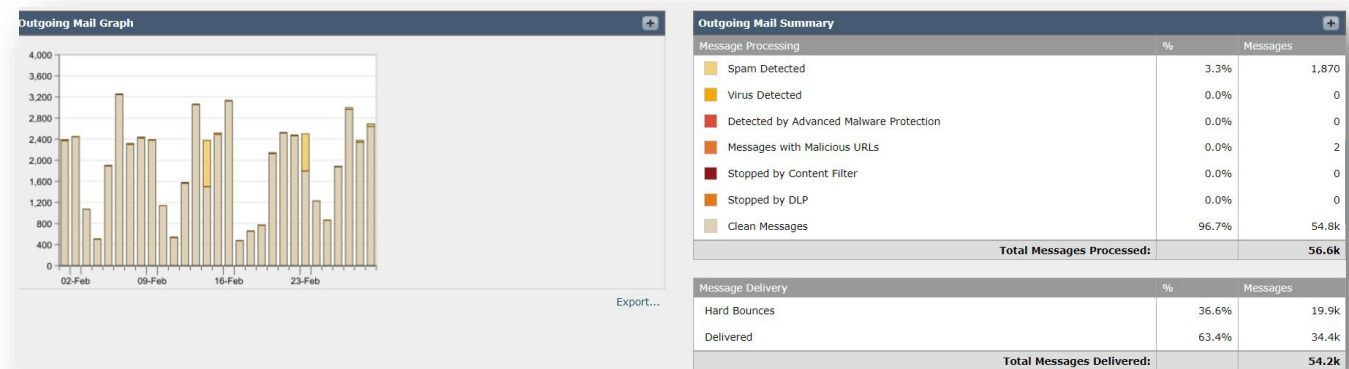 Outgoing Mail Graph
4,000
3,600
3,200
2,800
2,400
2,000
1,600
1,200
800
400
0
02-Feb 09-Feb 16-Feb 23-Feb
Export...
Outgoing Mail Summary
Message Processing % Messages
Spam Detected 3.3% 1,870
Virus Detected 0.0% 0
Detected by Advanced Malware Protection 0.0% 0
Messages with Malicious URLs 0.0% 2
Stopped by Content Filter 0.0% 0
Stopped by DLP 0.0% 0
Clean Messages 96.7% 54.8k
Total Messages Processed: 56.6k
Message Delivery % Messages
Hard Bounces 36.6% 19.9k
Delivered 63.4% 34.4k
Total Messages Delivered: 54.2k